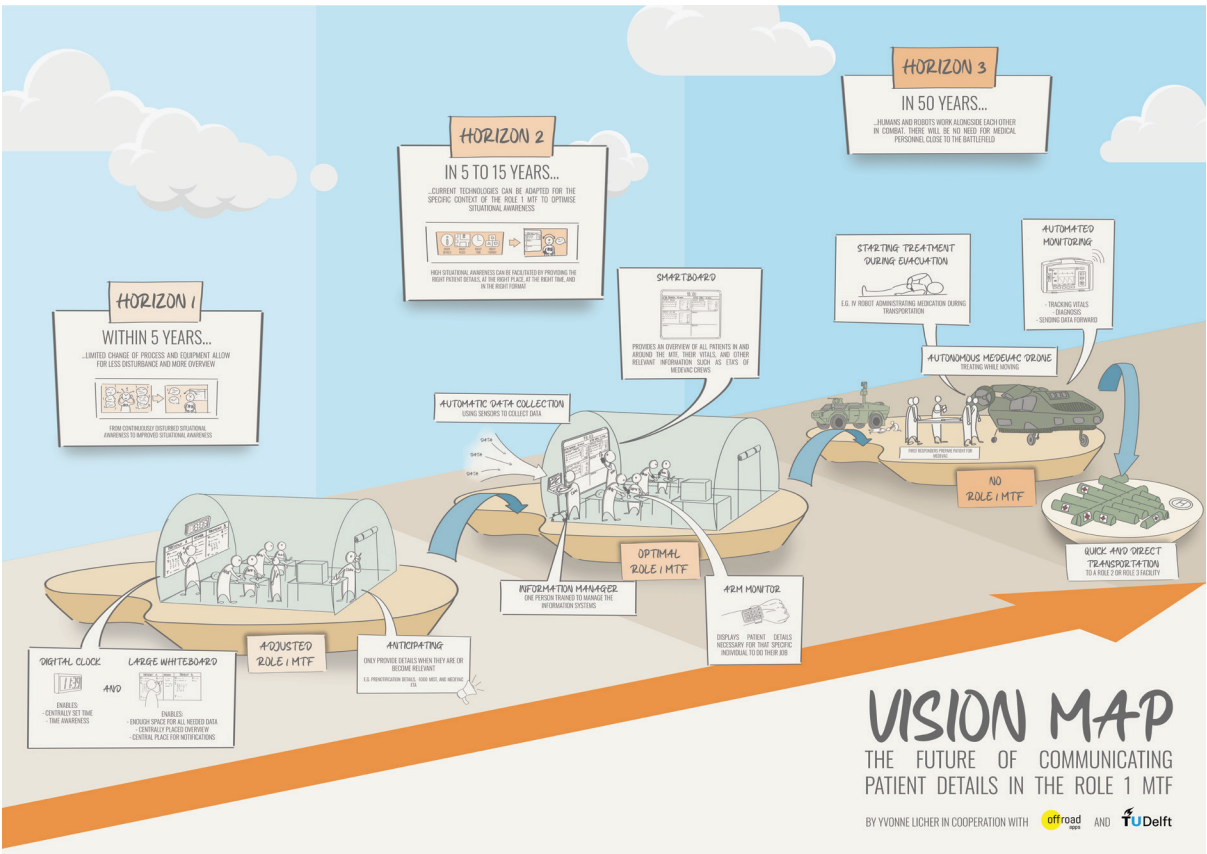 HORIZON 1
WITHIN 5 YEARS...
...LIMITED CHANGE OF PROCESS AND EQUIPMENT ALLOW
FOR LESS DISTURBANCE AND MORE OVERVIEW
FROM CONTINUOUSLY DISTURBED SITUATIONAL
AWARENESS TO IMPROVED SITUATIONAL AWARENESS
HORIZON 2
IN 5 TO 15 YEARS...
...CURRENT TECHNOLOGIES CAN BE ADAPTED FOR THE
SPECIFIC CONTEXT OF THE ROLE 1 MTF TO OPTIMISE
SITUATIONAL AWARENESS
HIGH SITUATIONAL AWARENESS CAN BE FACILITATED BY PROVIDING THE
RIGHT PATIENT DETAILS, AT THE RIGHT PLACE, AT THE RIGHT TIME, AND
IN THE RIGHT FORMAT
HORIZON 3
IN 50 YEARS...
...HUMANS AND ROBOTS WORK ALONGSIDE EACH OTHER
IN COMBAT. THERE WILL BE NO NEED FOR MEDICAL
PERSONNEL CLOSE TO THE BATTLEFIELD
DIGITAL CLOCK
11:39
ENABLES:
- CENTRALLY SET TIME
- TIME AWARENESS
AND
LARGE WHITEBOARD
ENABLES:
- ENOUGH SPACE FOR ALL NEEDED DATA
- CENTRALLY PLACED OVERVIEW
- CENTRAL PLACE FOR NOTIFICATIONS
ADJUSTED
ROLE 1 MTF
ANTICIPATING
ONLY PROVIDE DETAILS WHEN THEY ARE OR
BECOME RELEVANT
AUTOMATIC DATA COLLECTION
USING SENSORS TO COLLECT DATA
DATA
DATA
DATA
SMARTBOARD
PROVIDES AN OVERVIEW OF ALL PATIENTS IN AND
AROUND THE MTF, THEIR VITALS, AND OTHER
RELEVANT INFORMATION SUCH AS ETA'S OF
MEDEVAC CREWS
INFORMATION MANAGER
ONE PERSON TRAINED TO MANAGE THE
INFORMATION SYSTEMS
OPTIMAL
ROLE 1 MTF
ARM MONITOR
DISPLAYS PATIENT DETAILS
NECESSARY FOR THAT SPECIFIC
INDIVIDUAL TO DO THEIR JOB
STARTING TREATMENT
DURING EVACUATION
E.G. IV ROBOT ADMINISTRATING MEDICATION DURING
TRANSPORTATION
AUTOMATED
MONITORING
- TRACKING VITALS
- DIAGNOSIS
- SENDING DATA FORWARD
AUTONOMOUS MEDEVAC DRONE
TREATING WHILE MOVING
FIRST RESPONDERS PREPARE PATIENT FOR
MEDEVAC
NO
ROLE 1 MTF
H
QUICK AND DIRECT
TRANSPORTATION
TO A ROLE 2 OR ROLE 3 FACILITY
VISION MAP
THE FUTURE OF COMMUNICATING
PATIENT DETAILS IN THE ROLE 1 MTF
BY YVONNE LICHER IN COOPERATION WITH
offroad
apps
AND
TUDelft